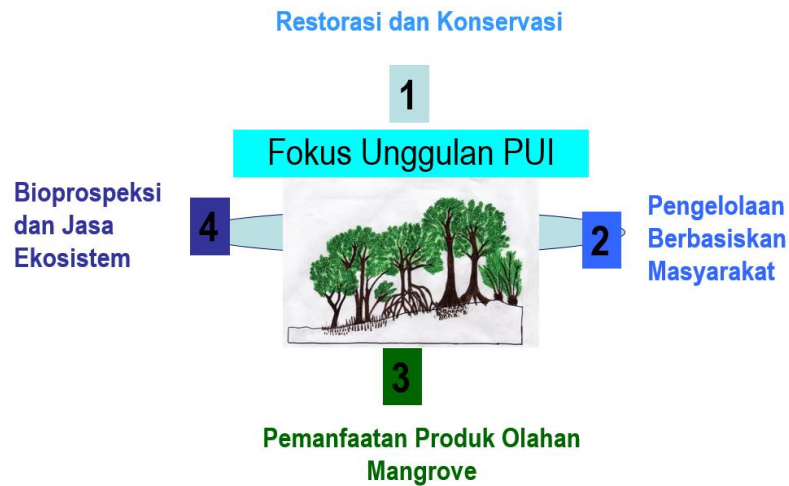 Restorasi dan Konservasi
1
Fokus Unggulan PUI
Bioprospeksi
dan Jasa
Ekosistem
4
2
Pengelolaan
Berbasiskan
Masyarakat
3
Pemanfaatan Produk Olahan
Mangrove